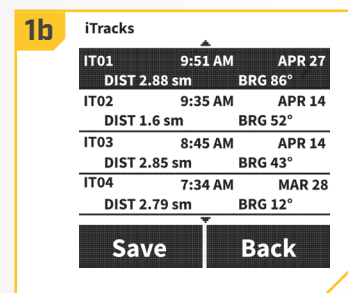 1b
iTracks
IT01 9:51 AM APR 27
DIST 2.88 sm BRG 86°
IT02 9:35 AM APR 14
DIST 1.6 sm BRG 52°
IT03 8:45 AM APR 14
DIST 2.85 sm BRG 43°
IT04 7:34 AM MAR 28
DIST 2.79 sm BRG 12°
Save Back